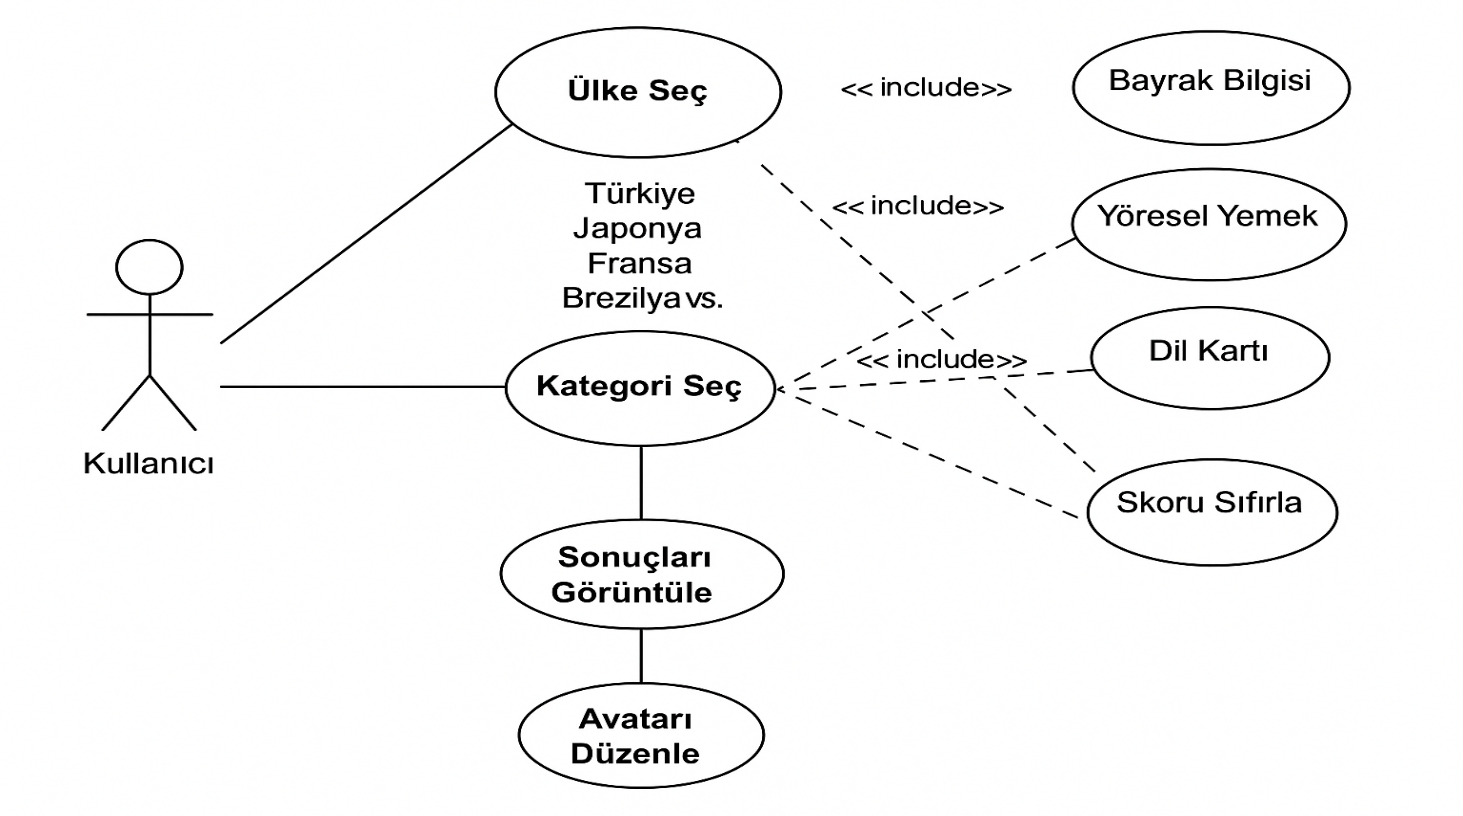 Ülke Seç
<< include>>
Bayrak Bilgisi
Türkiye
Japonya
Fransa
Brezilya vs.
<< include>>
Yöresel Yemek
Kategori Seç
<< include>>
Dil Kartı
Kullanıcı
Skoru Sıfırla
Sonuçları
Görüntüle
Avatarı
Düzenle